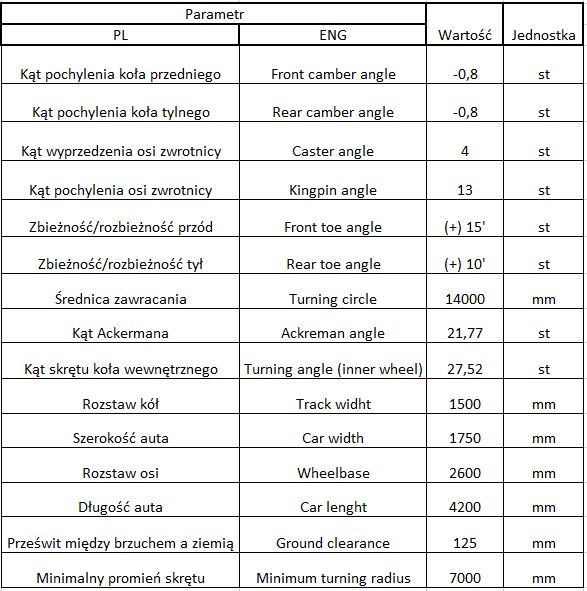 Parametr
PL ENG Wartość Jednostka
Kąt pochylenia koła przedniego Front camber angle -0,8 st
Kąt pochylenia koła tylnego Rear camber angle -0,8 st
Kąt wyprzedzenia osi zwrotnicy Caster angle 4 st
Kąt pochylenia osi zwrotnicy Kingpin angle 13 st
Zbieżność/rozbieżność przód Front toe angle (+) 15' st
Zbieżność/rozbieżność tył Rear toe angle (+) 10' st
Średnica zawracania Turning circle 14000 mm
Kąt Ackermana Ackreman angle 21,77 st
Kąt skrętu koła wewnętrznego Turning angle (inner wheel) 27,52 st
Rozstaw kół Track widht 1500 mm
Szerokość auta Car width 1750 mm
Rozstaw osi Wheelbase 2600 mm
Długość auta Car lenght 4200 mm
Prześwit między brzuchem a ziemią Ground clearance 125 mm
Minimalny promień skrętu Minimum turning radius 7000 mm